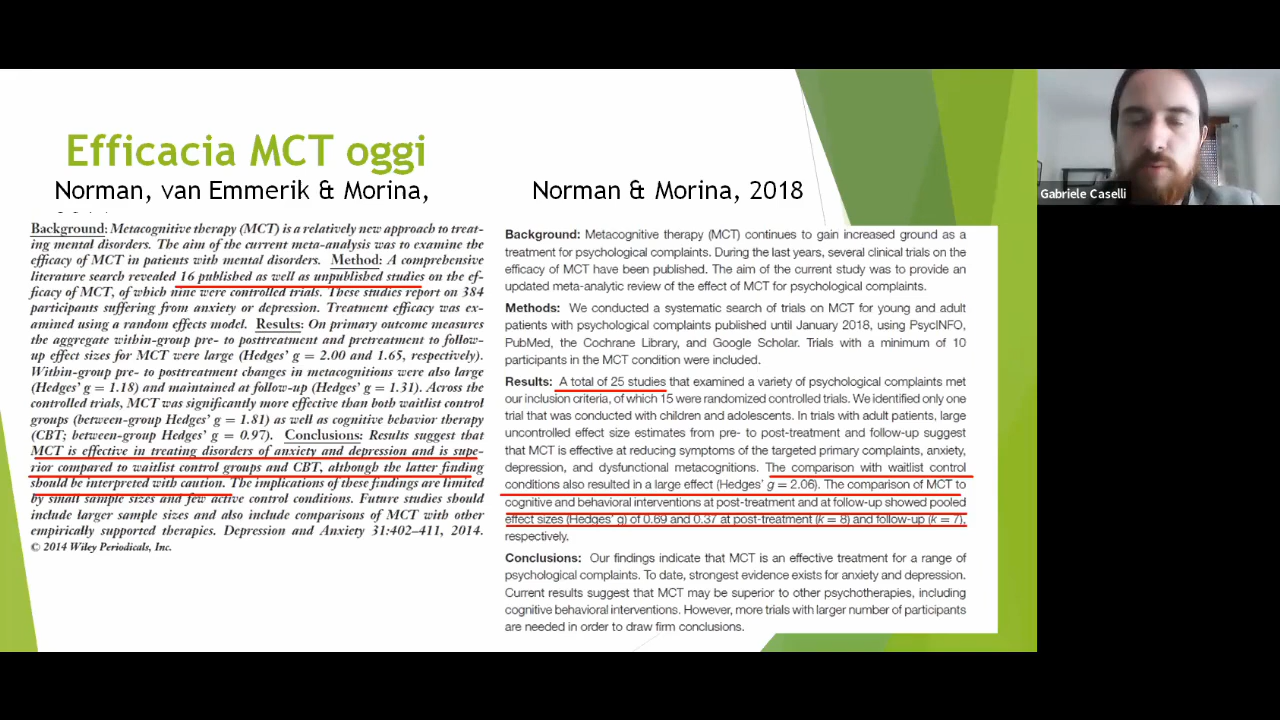 Efficacia MCT oggi
Norman, van Emmerik & Morina,
Norman & Morina, 2018
Background: Metacognitive therapy (MCT) is a relatively new approach to treat-
ing mental disorders. The aim of the current meta-analysis was to examine the
efficacy of MCT in patients with mental disorders. Method: A comprehensive
literature search revealed 16 published as well as unpublished studies on the ef-
ficacy of MCT, of which nine were controlled trials. These studies report on 384
participants suffering from anxiety or depression. Treatment efficacy was ex-
amined using a random effects model. Results: On primary outcome measures
the aggregate within-group pre- to posttreatment and pretreatment to follow-
up effect sizes for MCT were large (Hedges' g = 2.00 and 1.65, respectively).
Within-group pre- to posttreatment changes in metacognitions were also large
(Hedges' g = 1.18) and maintained at follow-up (Hedges' g = 1.31). Across the
controlled trials, MCT was significantly more effective than both waitlist control
groups (between-group Hedges' g = 1.81) as well as cognitive behavior therapy
(CBT; between-group Hedges' g = 0.97). Conclusions: Results suggest that
MCT is effective in treating disorders of anxiety and depression and is supe-
rior compared to waitlist control groups and CBT, although the latter finding
should be interpreted with caution. The implications of these findings are limited
by small sample sizes and few active control conditions. Future studies should
include larger sample sizes and also include comparisons of MCT with other
empirically supported therapies. Depression and Anxiety 31:402–411, 2014.
© 2014 Wiley Periodicals, Inc.
Background: Metacognitive therapy (MCT) continues to gain increased ground as a
treatment for psychological complaints. During the last years, several clinical trials on the
efficacy of MCT have been published. The aim of the current study was to provide an
updated meta-analytic review of the effect of MCT for psychological complaints.
Methods: We conducted a systematic search of trials on MCT for young and adult
patients with psychological complaints published until January 2018, using PsycINFO,
PubMed, the Cochrane Library, and Google Scholar. Trials with a minimum of 10
participants in the MCT condition were included.
Results: A total of 25 studies that examined a variety of psychological complaints met
our inclusion criteria, of which 15 were randomized controlled trials. We identified only one
trial that was conducted with children and adolescents. In trials with adult patients, large
uncontrolled effect size estimates from pre- to post-treatment and follow-up suggest
that MCT is effective at reducing symptoms of the targeted primary complaints, anxiety,
depression, and dysfunctional metacognitions. The comparison with waitlist control
conditions also resulted in a large effect (Hedges' g = 2.06). The comparison of MCT to
cognitive and behavioral interventions at post-treatment and at follow-up showed pooled
effect sizes (Hedges' g) of 0.69 and 0.37 at post-treatment (k = 8) and follow-up (k = 7),
respectively.
Conclusions: Our findings indicate that MCT is an effective treatment for a range of
psychological complaints. To date, strongest evidence exists for anxiety and depression.
Current results suggest that MCT may be superior to other psychotherapies, including
cognitive behavioral interventions. However, more trials with larger number of participants
are needed in order to draw firm conclusions.
Gabriele Caselli